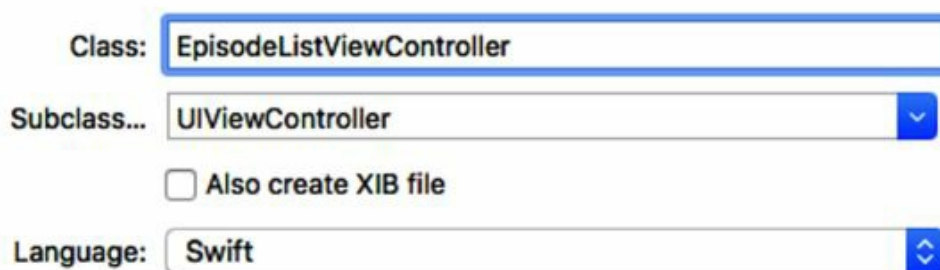 Class: EpisodeListViewController
Subclass... UIViewController
Also create XIB file
Language: Swift